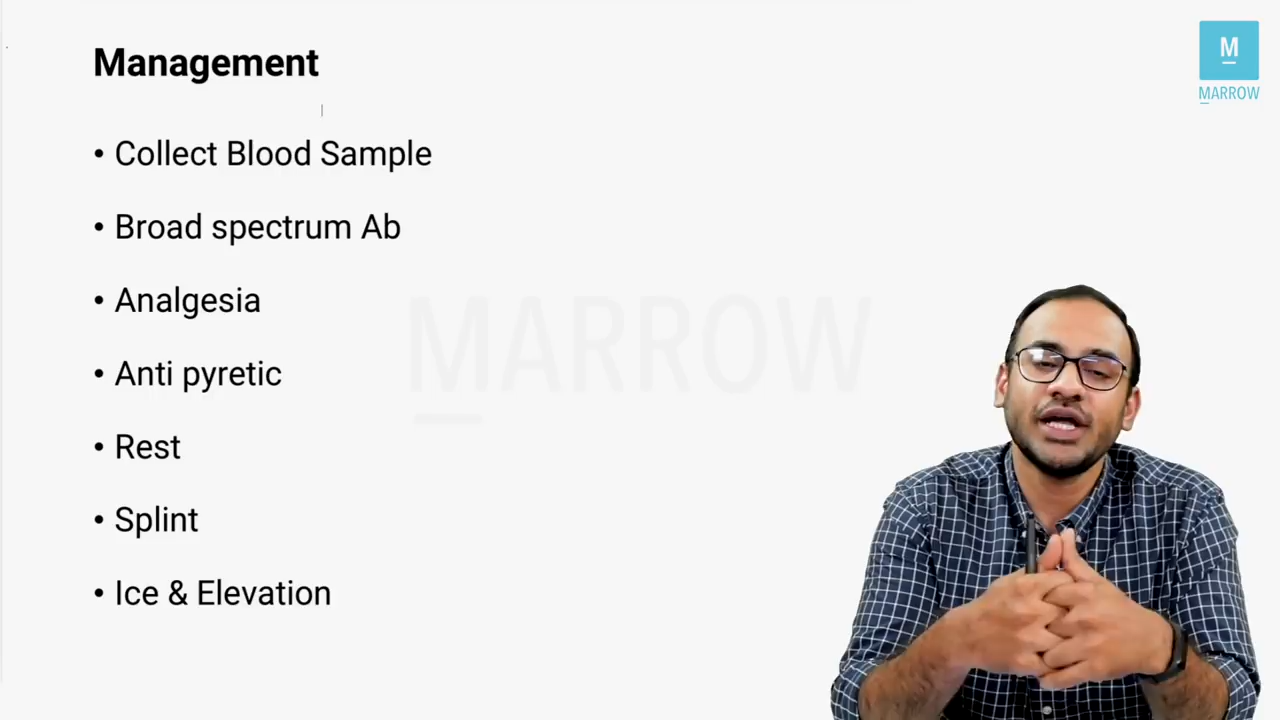 Management
• Collect Blood Sample
• Broad spectrum Ab
• Analgesia
• Anti pyretic
• Rest
• Splint
• Ice & Elevation
M
MARROW
MARROW